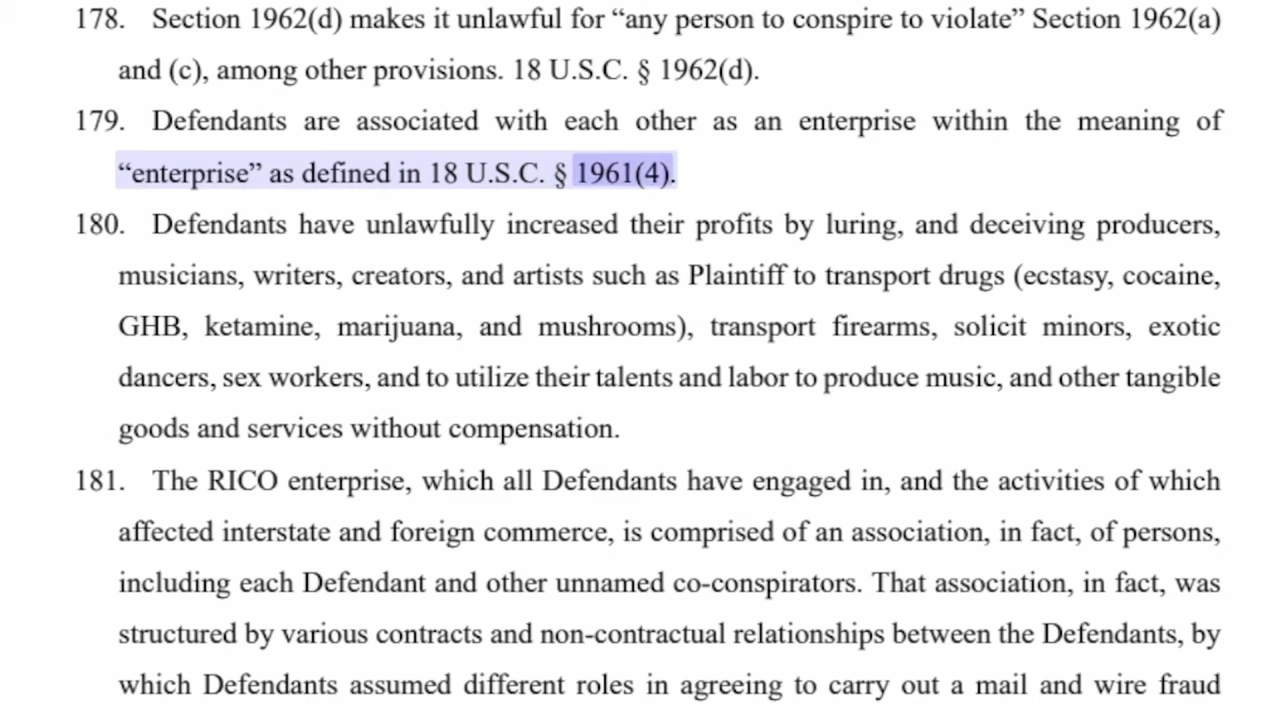 178. Section 1962(d) makes it unlawful for “any person to conspire to violate” Section 1962(a)
and (c), among other provisions. 18 U.S.C. § 1962(d).
179. Defendants are associated with each other as an enterprise within the meaning of
“enterprise” as defined in 18 U.S.C. § 1961(4).
180. Defendants have unlawfully increased their profits by luring, and deceiving producers,
musicians, writers, creators, and artists such as Plaintiff to transport drugs (ecstasy, cocaine,
GHB, ketamine, marijuana, and mushrooms), transport firearms, solicit minors, exotic
dancers, sex workers, and to utilize their talents and labor to produce music, and other tangible
goods and services without compensation.
181. The RICO enterprise, which all Defendants have engaged in, and the activities of which
affected interstate and foreign commerce, is comprised of an association, in fact, of persons,
including each Defendant and other unnamed co-conspirators. That association, in fact, was
structured by various contracts and non-contractual relationships between the Defendants, by
which Defendants assumed different roles in agreeing to carry out a mail and wire fraud